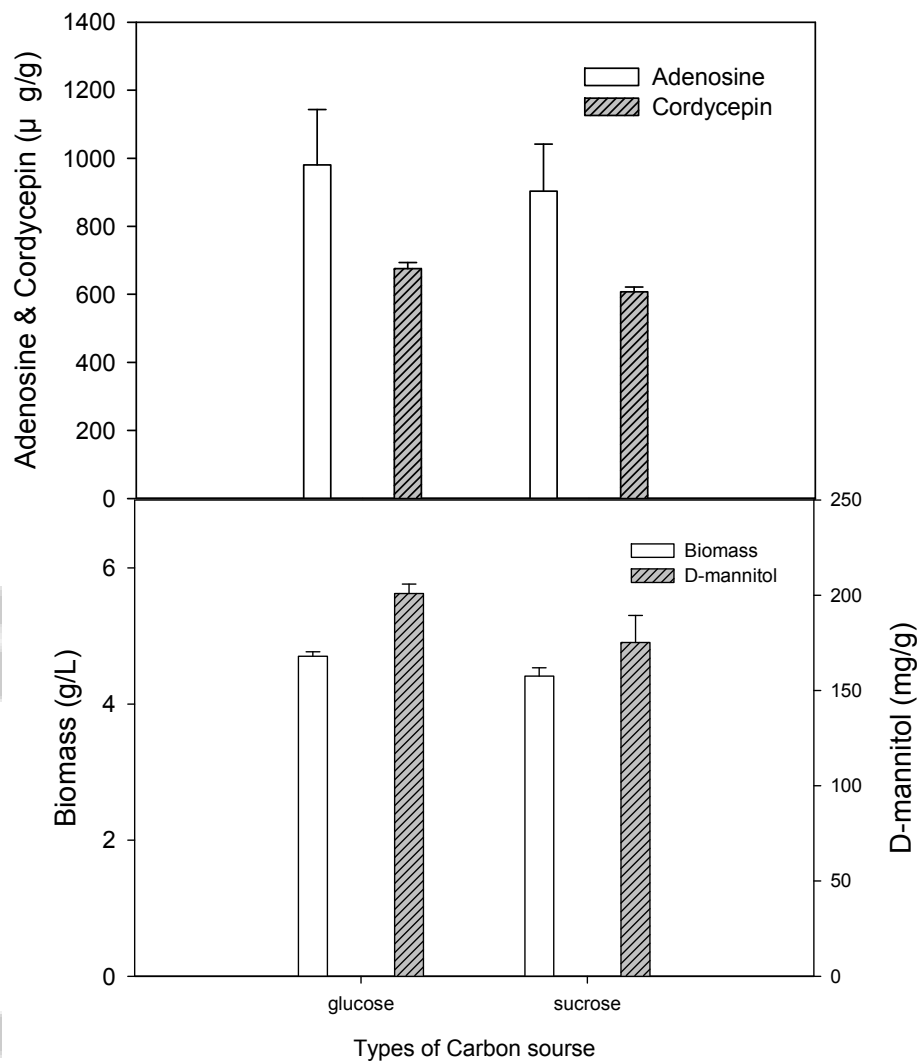 1400
1200
1000
800
600
400
200
0
Adenosine & Cordycepin (μ g/g)
Adenosine
Cordycepin
6
4
2
0
Biomass (g/L)
Biomass
D-mannitol
250
200
150
100
50
0
D-mannitol (mg/g)
glucose sucrose
Types of Carbon sourse